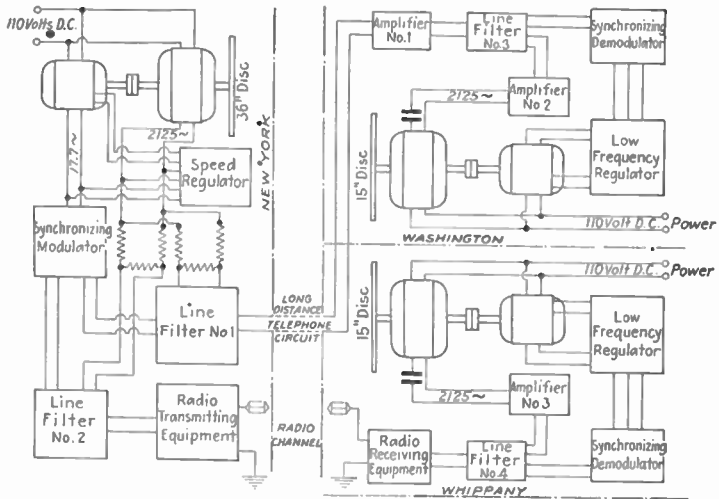 110Volts D.C.
36" Disc
2125~
17.7~
Speed
Regulator
NEW YORK
Synchronizing
Modulator
Line
Filter No1
Line
Filter
No. 2
Radio
Transmitting
Equipment
LONG
DISTANCE
TELEPHONE
CIRCUIT
RADIO
CHANNEL
Amplifier
No.1
Line
Filter
No.3
Synchronizing
Demodulator
2125~
Amplifier
No 2
15" Disc
Low
Frequency
Regulator
110Volt D.C.
Power
WASHINGTON
110Volt D.C.
Power
15" Disc
Low
Frequency
Regulator
2125~
Amplifier
No.3
Radio
Receiving
Equipment
Line
Filter
No.4
Synchronizing
Demodulator
WHIPPANY